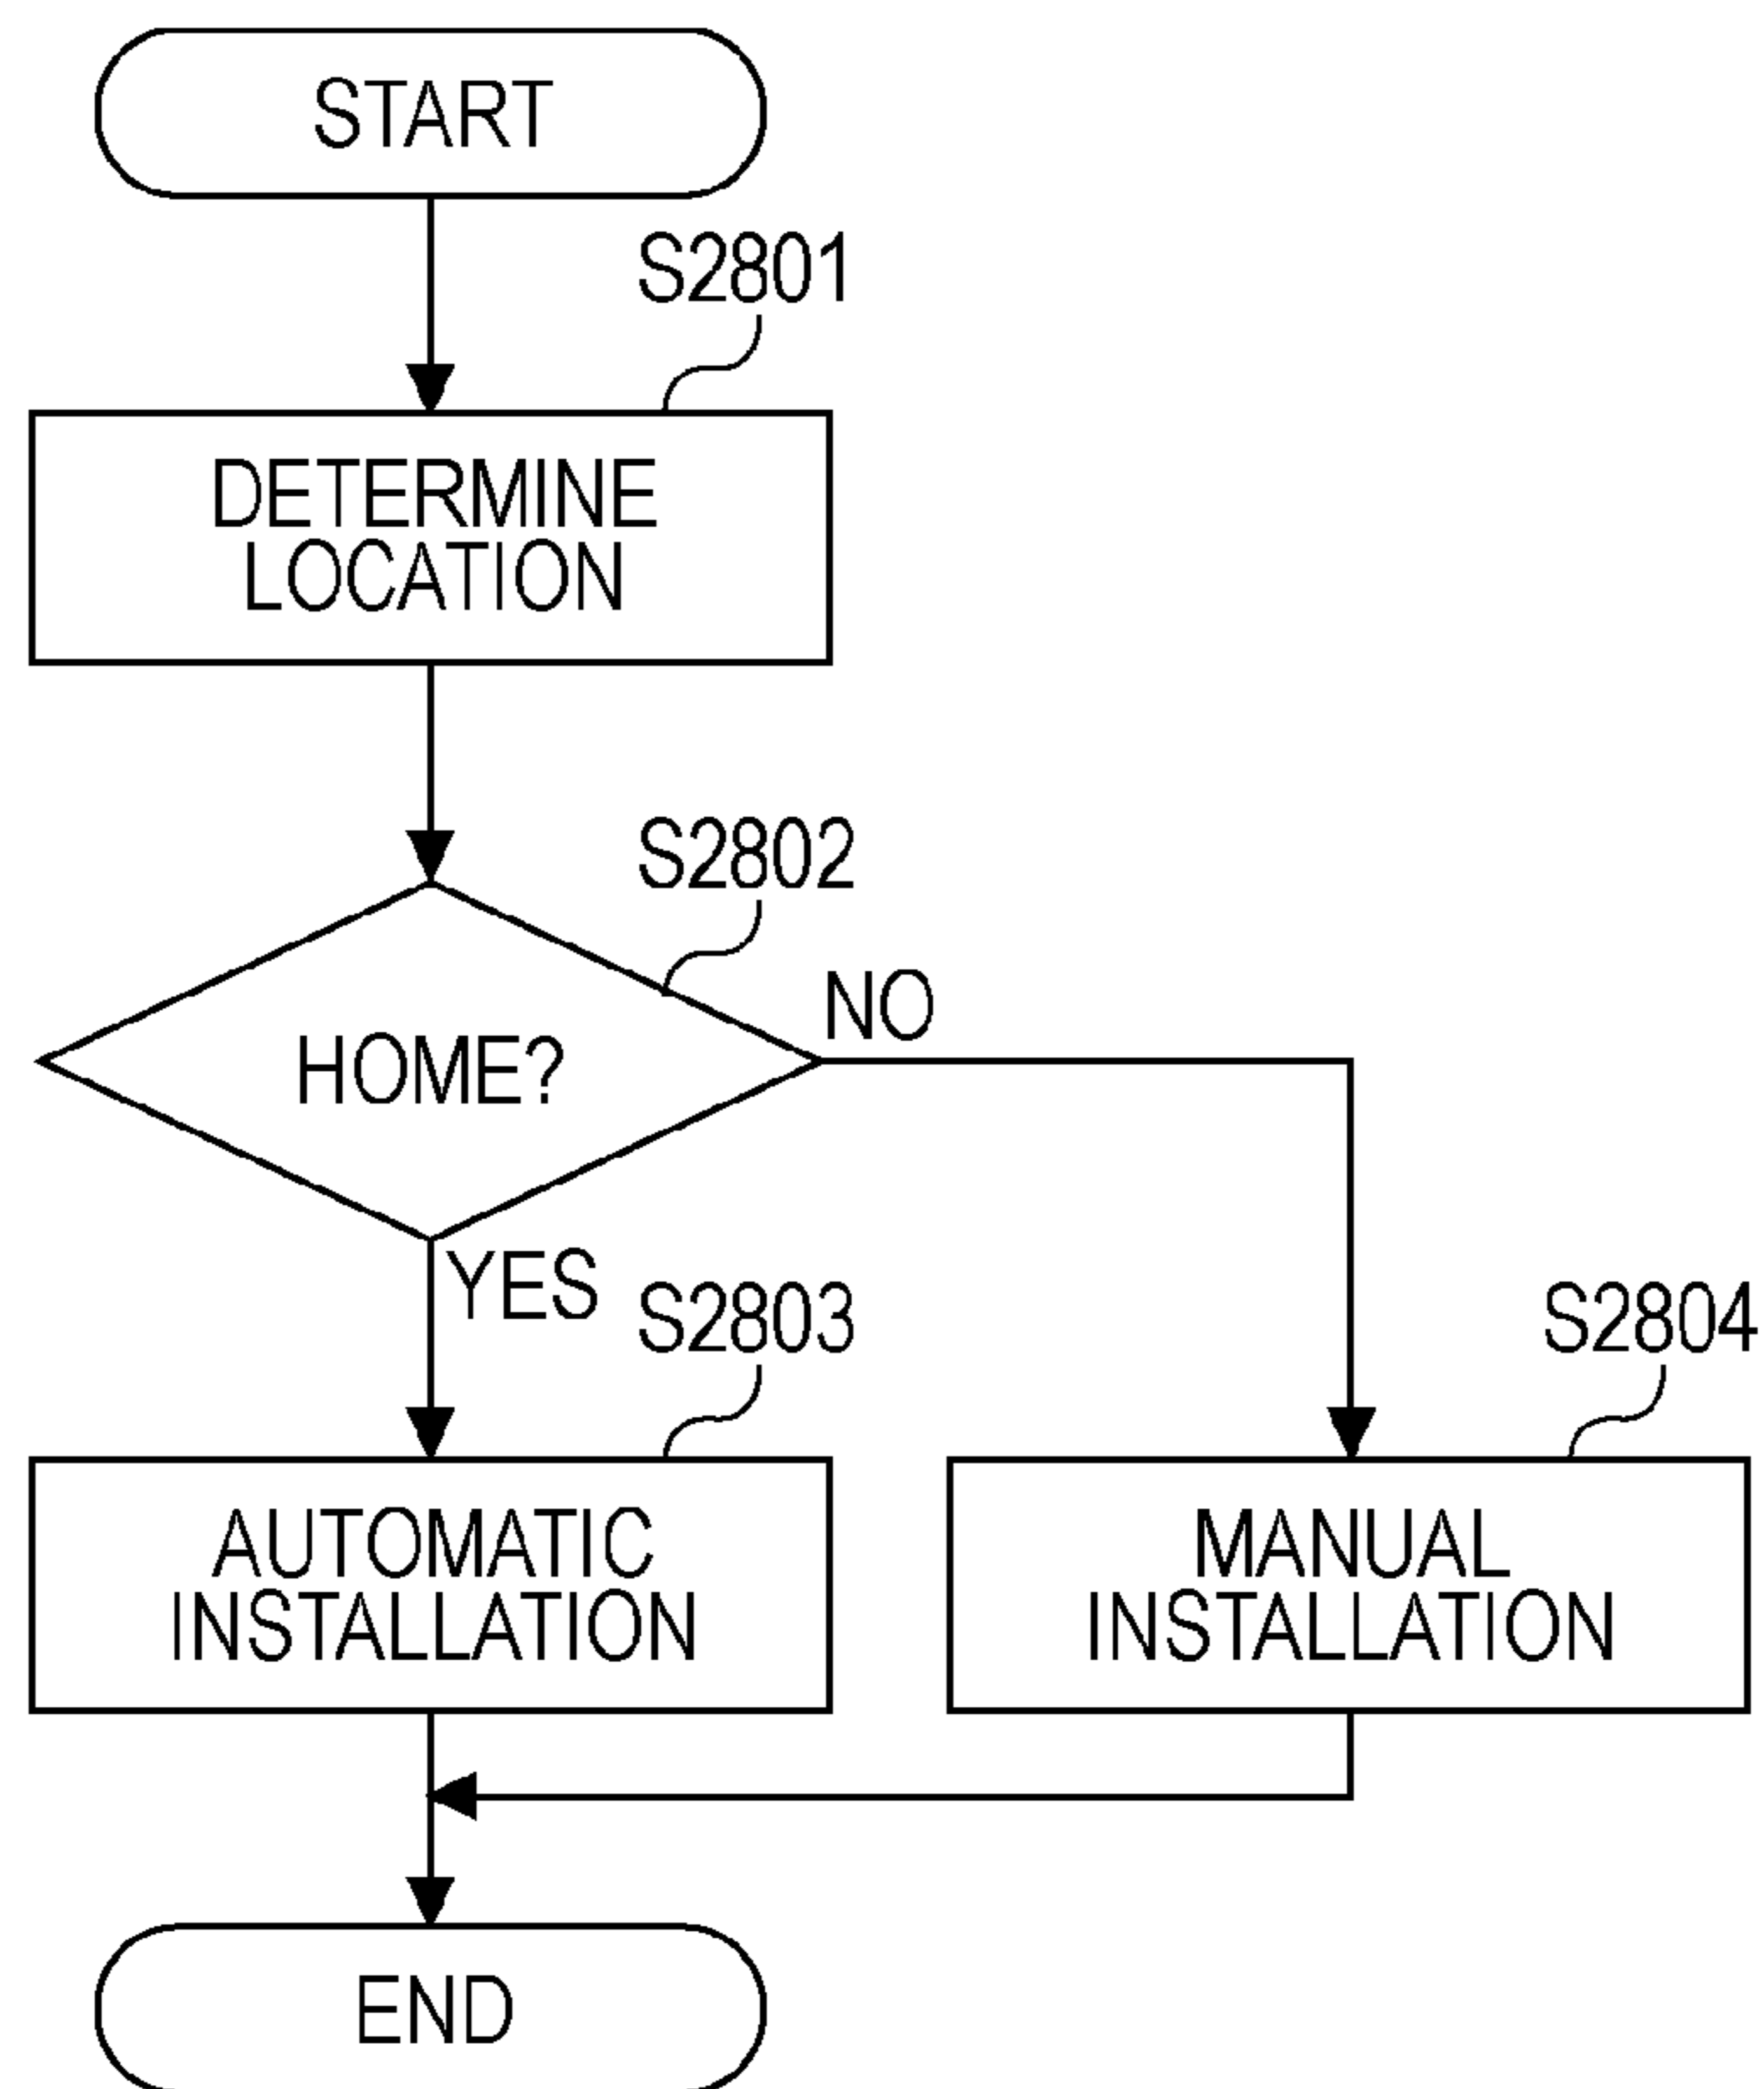 START
S2801
DETERMINE
LOCATION
S2802
HOME?
NO
YES
S2803
S2804
AUTOMATIC
INSTALLATION
MANUAL
INSTALLATION
END